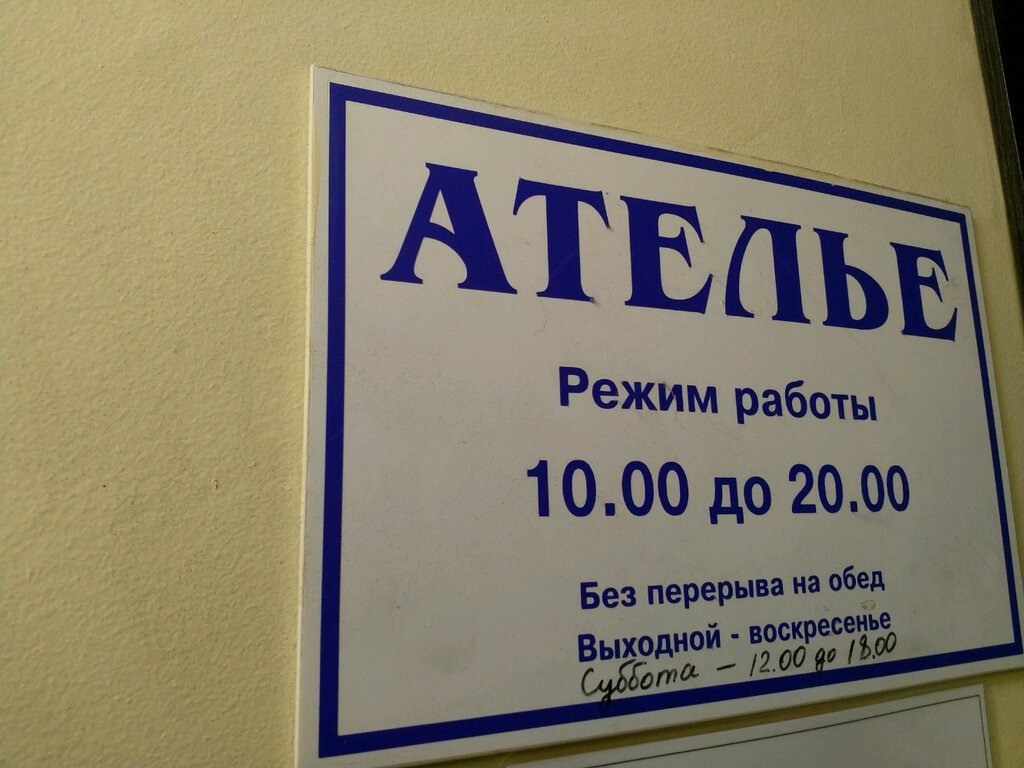 АТЕЛЬЕ
Режим работы
10.00 до 20.00
Без перерыва на обед
Выходной - воскресенье
Суббота — 12.00 до 18.00